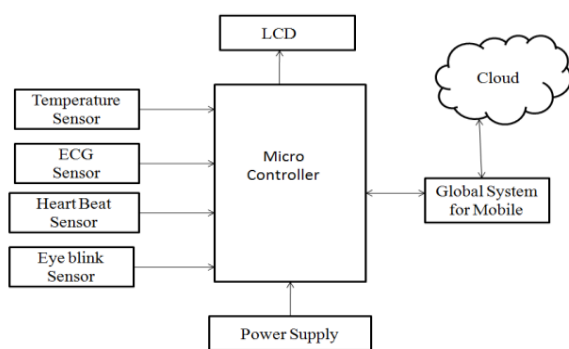 LCD
Temperature
Sensor
ECG
Sensor
Heart Beat
Sensor
Eye blink
Sensor
Micro
Controller
Cloud
Global System
for Mobile
Power Supply